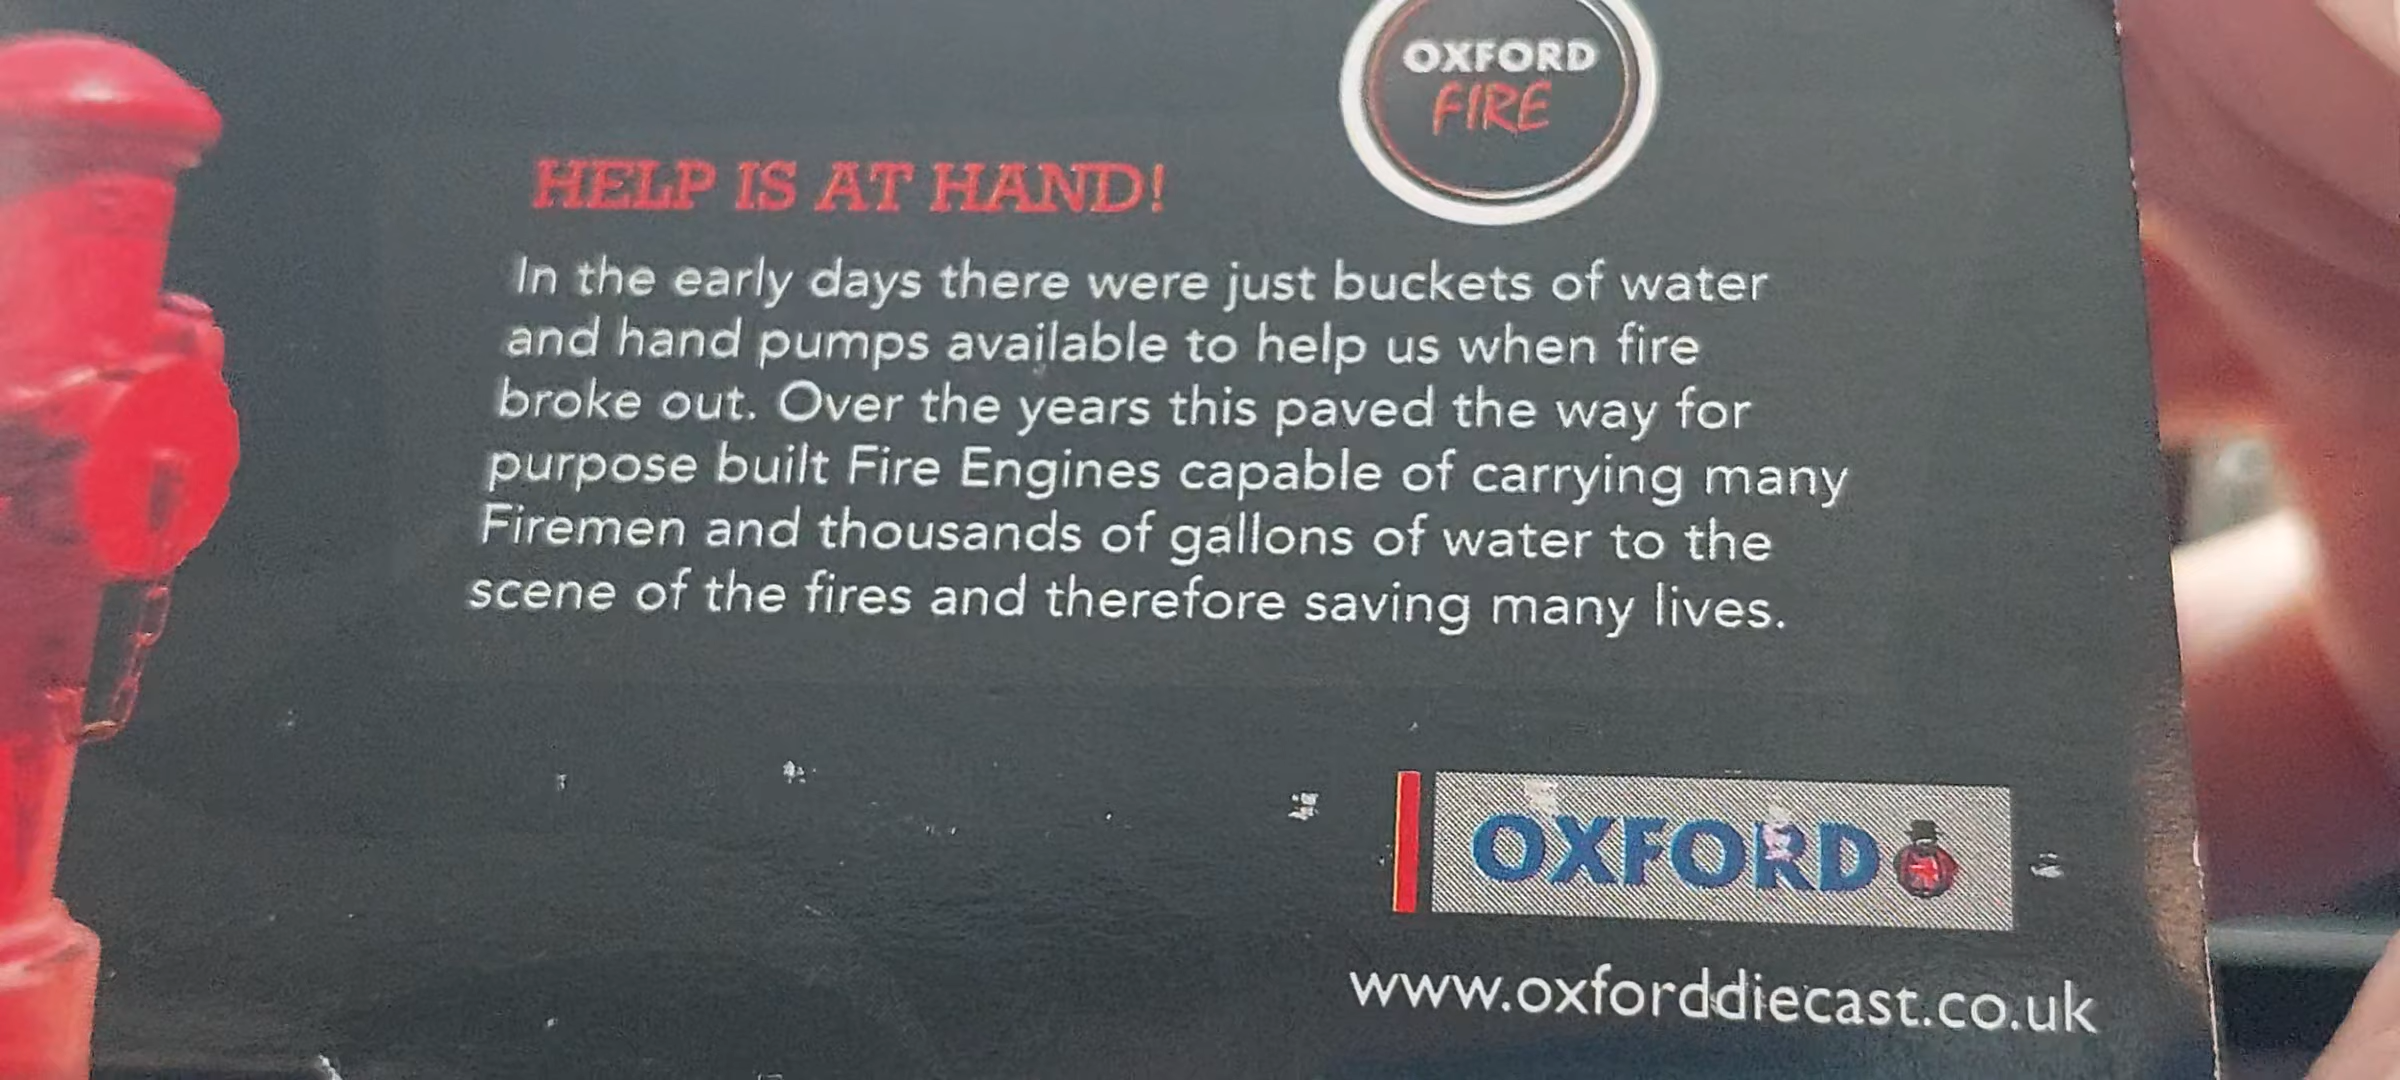 OXFORD
FIRE
HELP IS AT HAND!
In the early days there were just buckets of water
and hand pumps available to help us when fire
broke out. Over the years this paved the way for
purpose built Fire Engines capable of carrying many
Firemen and thousands of gallons of water to the
scene of the fires and therefore saving many lives.
OXFORD
www.oxforddiecast.co.uk